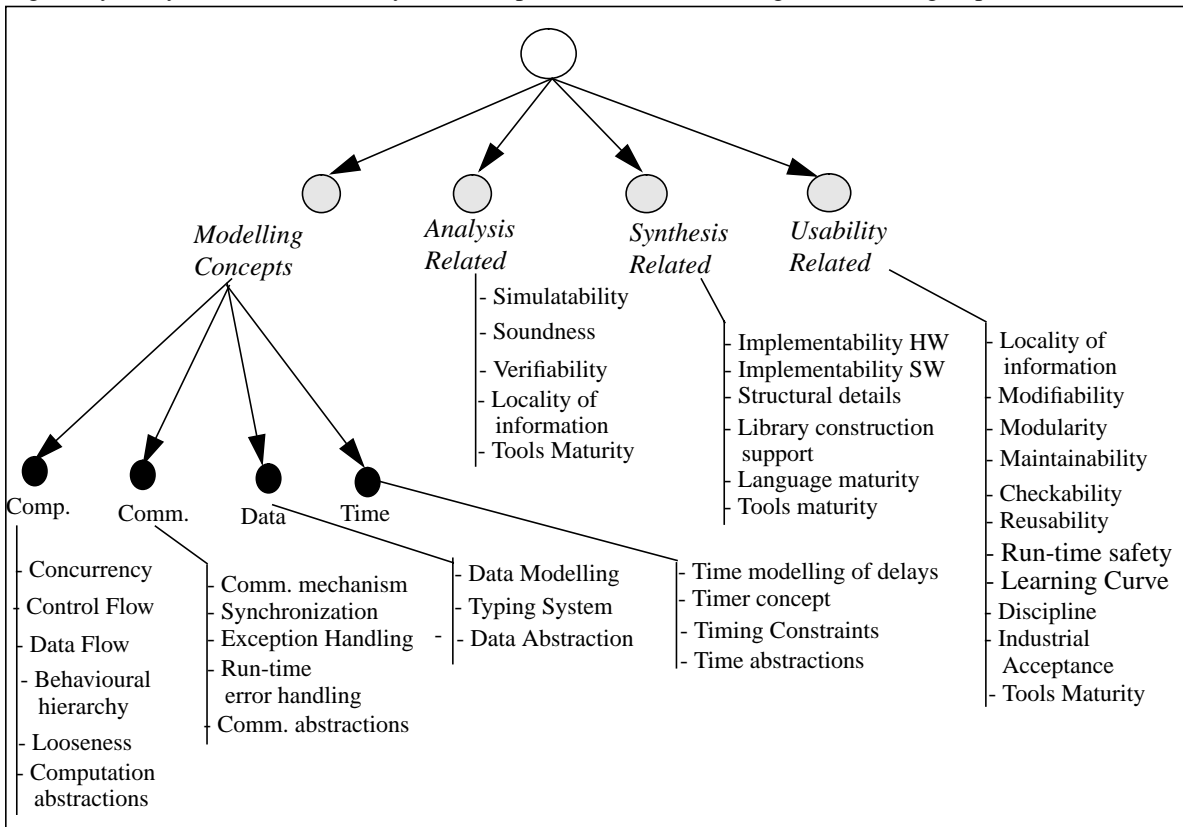 Modelling
Concepts
Analysis
Related
Synthesis
Related
Usability
Related
- Simulatability
- Soundness
- Verifiability
- Locality of
information
- Tools Maturity
- Implementability HW
- Implementability SW
- Structural details
- Library construction
support
- Language maturity
- Tools maturity
- Locality of
information
- Modifiability
- Modularity
- Maintainability
- Checkability
- Reusability
- Run-time safety
- Learning Curve
- Discipline
- Industrial
Acceptance
- Tools Maturity
Comp.
Comm.
Data
Time
- Concurrency
- Control Flow
- Data Flow
- Behavioural
hierarchy
- Looseness
- Computation
abstractions
- Comm. mechanism
- Synchronization
- Exception Handling
- Run-time
error handling
- Comm. abstractions
- Data Modelling
- Typing System
- - Data Abstraction
- Time modelling of delays
- Timer concept
- Timing Constraints
- Time abstractions